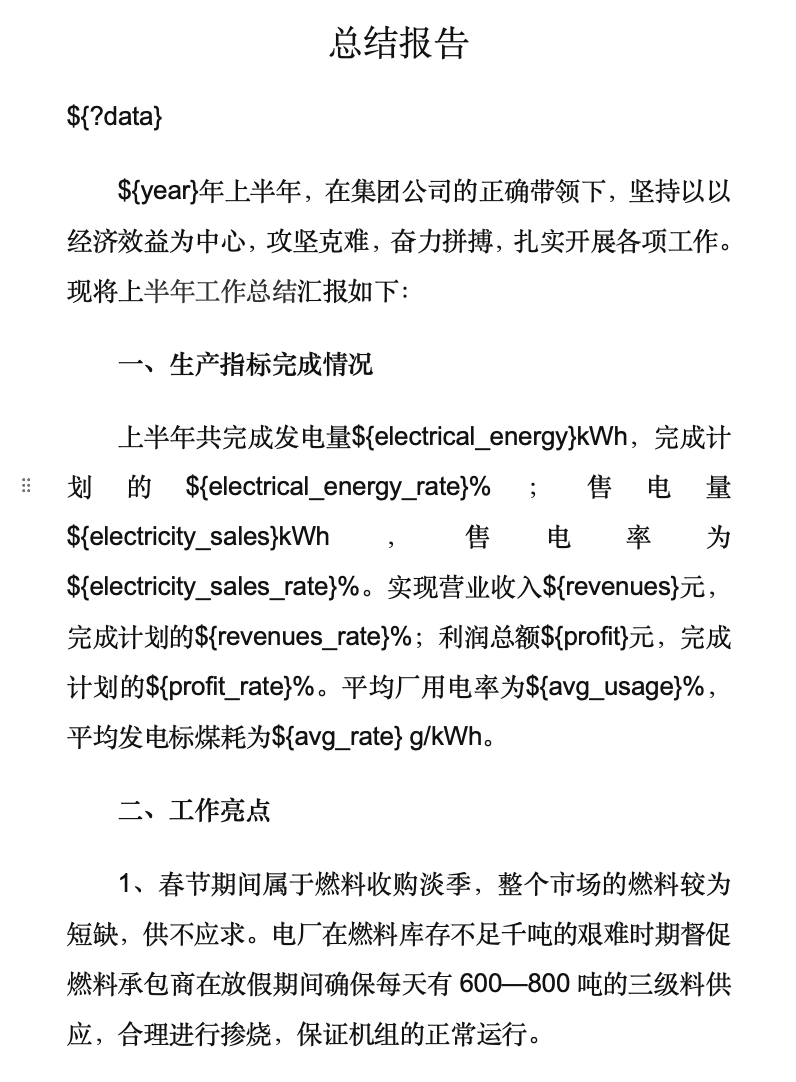 总结报告
${?data}
${year}年上半年，在集团公司的正确带领下，坚持以以
经济效益为中心，攻坚克难，奋力拼搏，扎实开展各项工作。
现将上半年工作总结汇报如下：
一、生产指标完成情况
上半年共完成发电量${electrical_energy}kWh，完成计
划的${electrical_energy_rate}%；售电量
${electricity_sales}kWh，售电率为
${electricity_sales_rate}%。实现营业收入${revenues}元，
完成计划的${revenues_rate}%；利润总额${profit}元，完成
计划的${profit_rate}%。平均厂用电率为${avg_usage}%，
平均发电标煤耗为${avg_rate} g/kWh。
二、工作亮点
1、春节期间属于燃料收购淡季，整个市场的燃料较为
短缺，供不应求。电厂在燃料库存不足千吨的艰难时期督促
燃料承包商在放假期间确保每天有 600—800 吨的三级料供
应，合理进行掺烧，保证机组的正常运行。